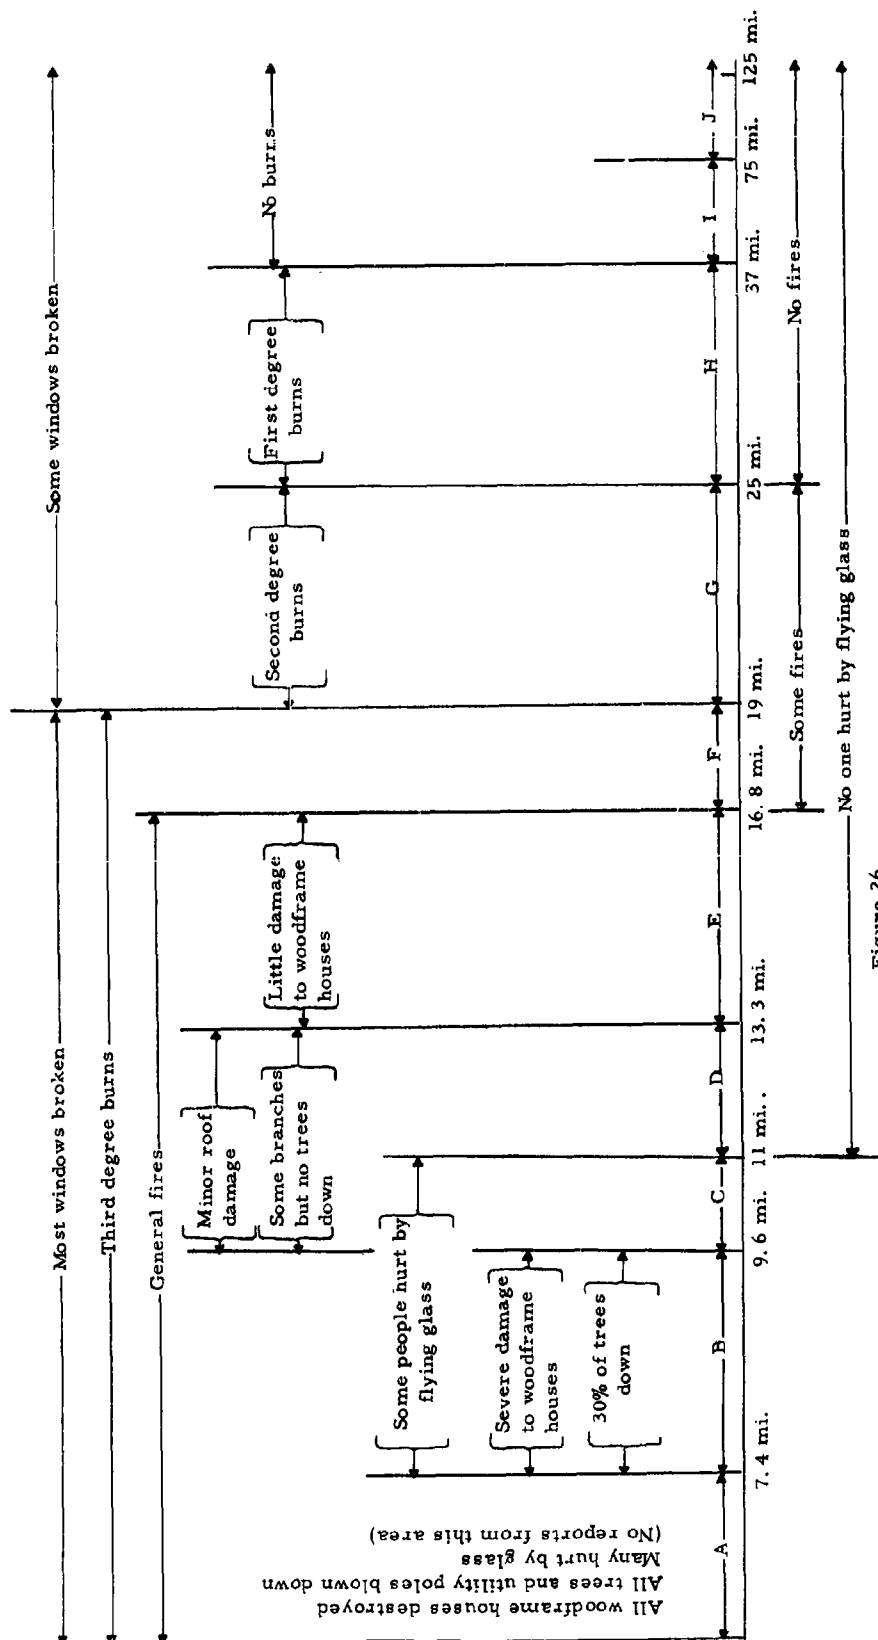 Most windows broken
Some windows broken
Third degree burns
General fires
Minor roof
damage
Some branches
but no trees
down
Little damage
to woodframe
houses
Second degree
burns
First degree
burns
No burns
Some people hurt by
flying glass
Severe damage
to woodframe
houses
30% of trees
down
All woodframe houses destroyed
All trees and utility poles blown down
Many hurt by glass
(No reports from this area)
A B C D E F G H I J
7.4 mi. 9.6 mi. 11 mi.. 13.3 mi. 16.8 mi. 19 mi. 25 mi. 37 mi. 75 mi. 125 mi.
Some fires
No fires
No one hurt by flying glass
Figure 26